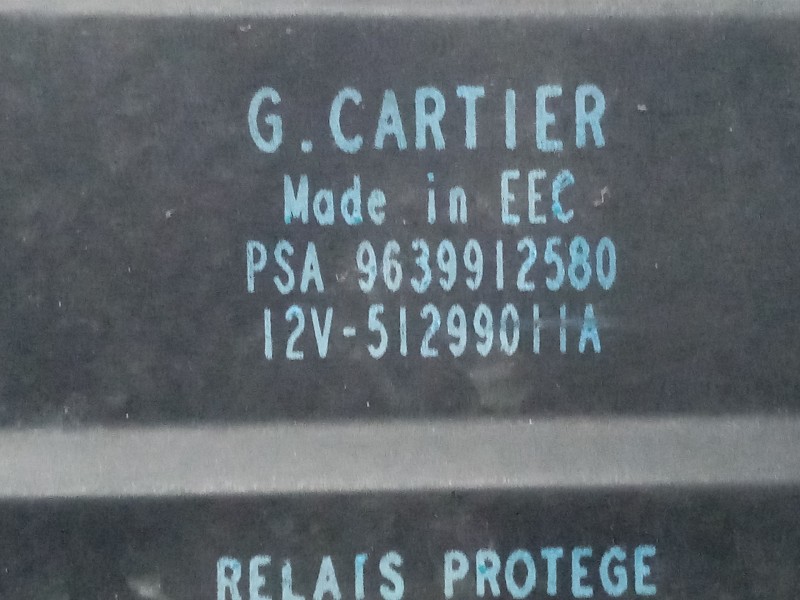 G.CARTIER
Made in EEC
PSA 9639912580
12V-51299011A
RELAIS PROTEGE